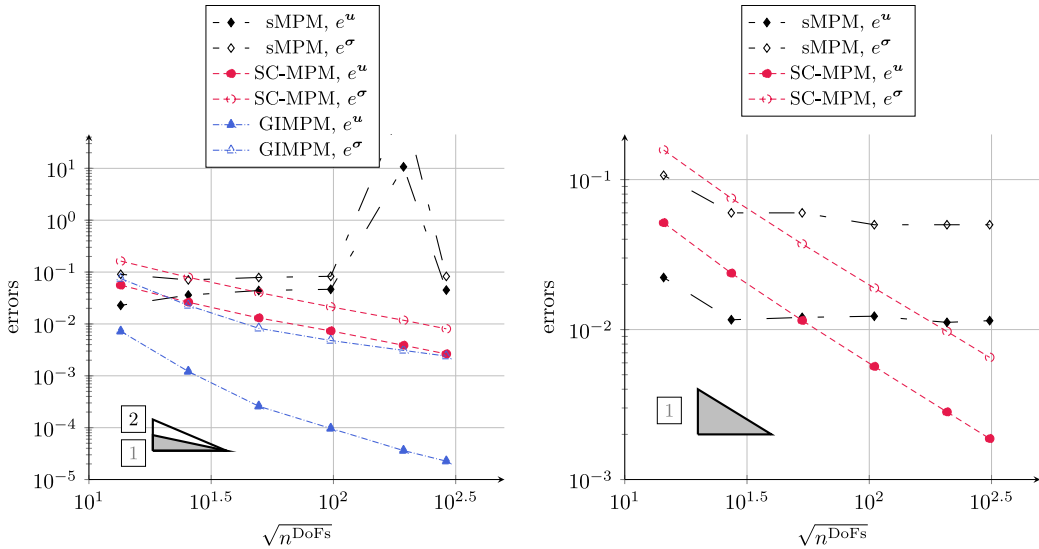 sMPM, e^u
sMPM, e^σ
SC-MPM, e^u
SC-MPM, e^σ
GIMPM, e^u
GIMPM, e^σ
errors
10^1
10^0
10^−1
10^−2
10^−3
10^−4
10^−5
2
1
10^1
10^1.5
10^2
10^2.5
√n^DoFs
sMPM, e^u
sMPM, e^σ
SC-MPM, e^u
SC-MPM, e^σ
errors
10^−1
10^−2
10^−3
1
10^1
10^1.5
10^2
10^2.5
√n^DoFs